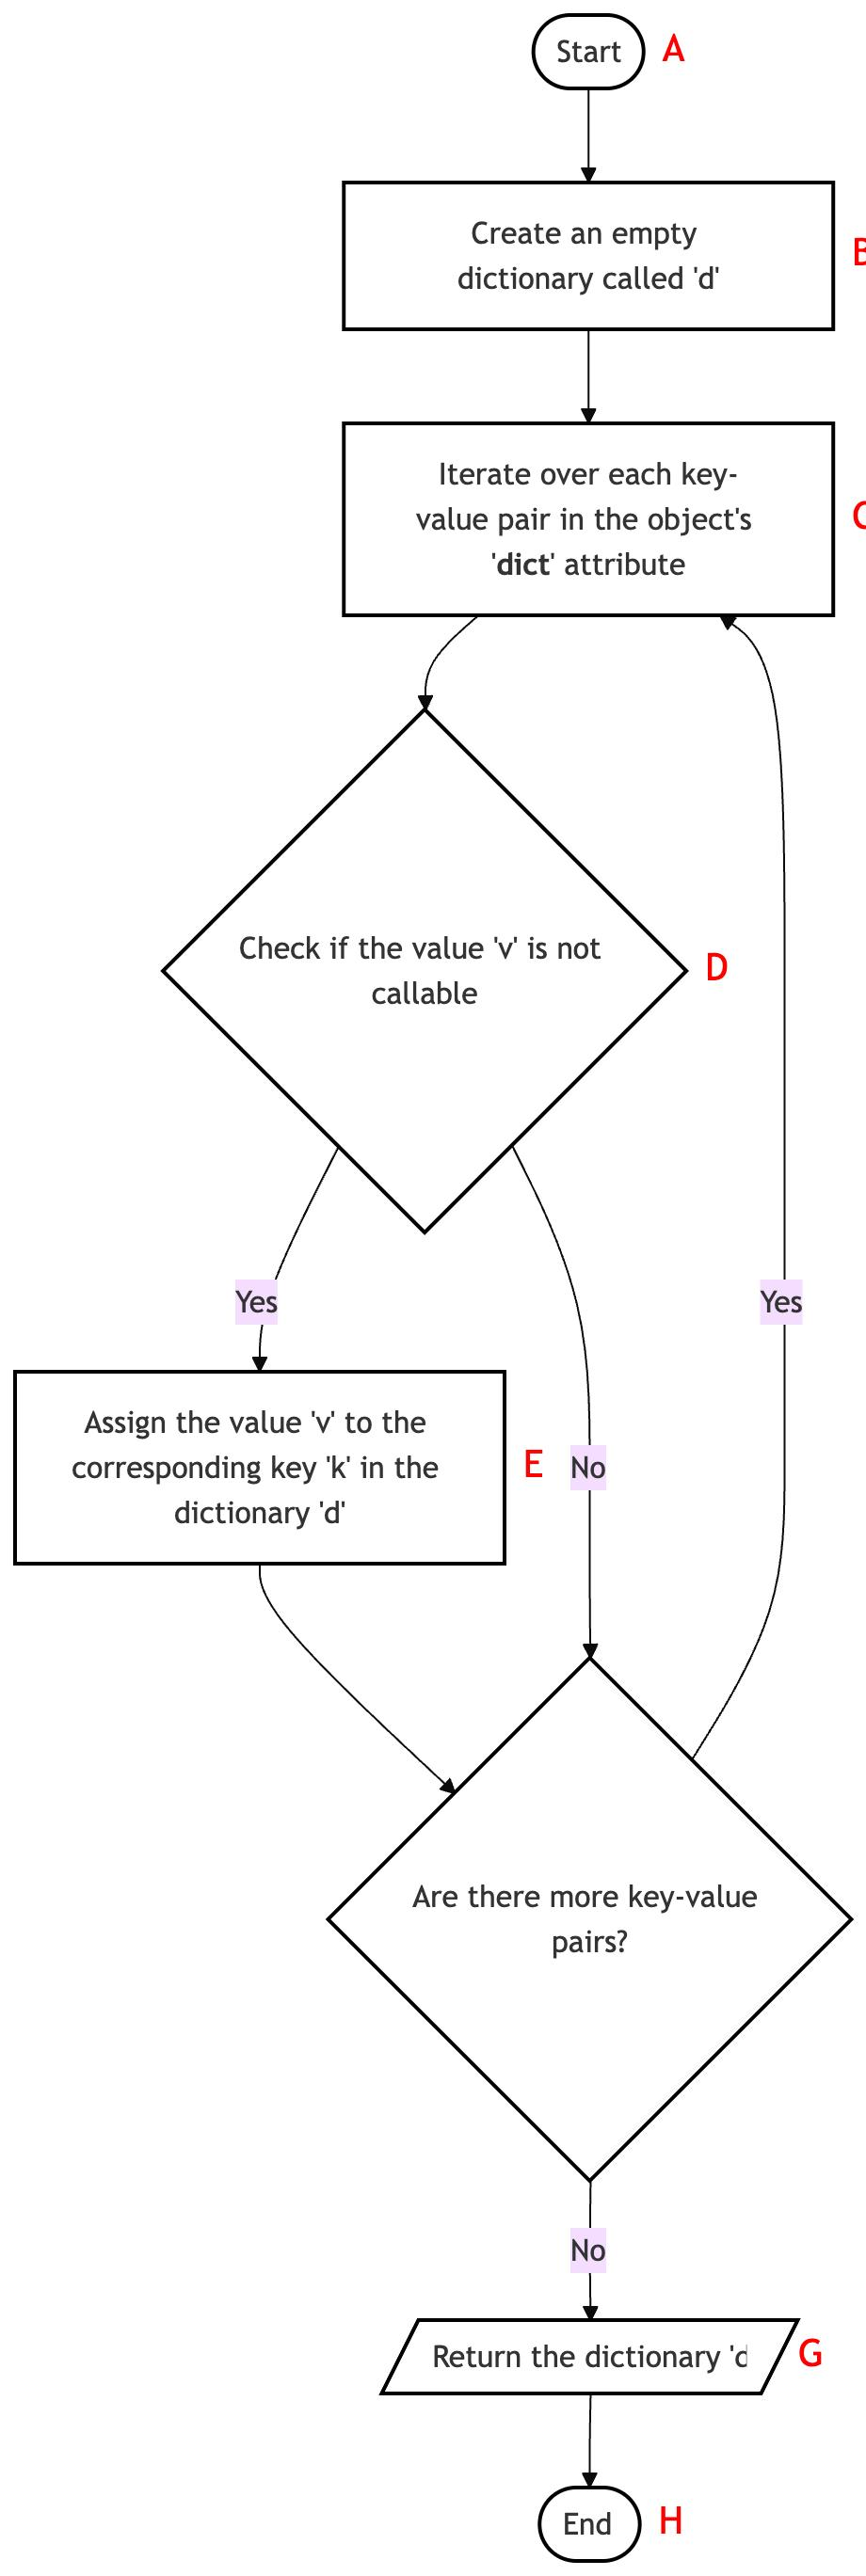 Start
A
Create an empty
dictionary called 'd'
B
Iterate over each key-
value pair in the object's
'dict' attribute
C
Check if the value 'v' is not
callable
D
Yes
Yes
Assign the value 'v' to the
corresponding key 'k' in the
dictionary 'd'
E
No
Are there more key-value
pairs?
No
Return the dictionary 'd
G
End
H